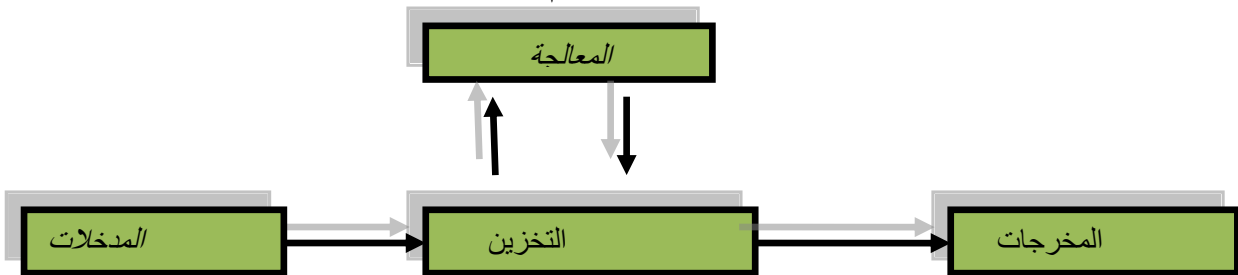 المعالجة
المدخلات
التخزين
المخرجات